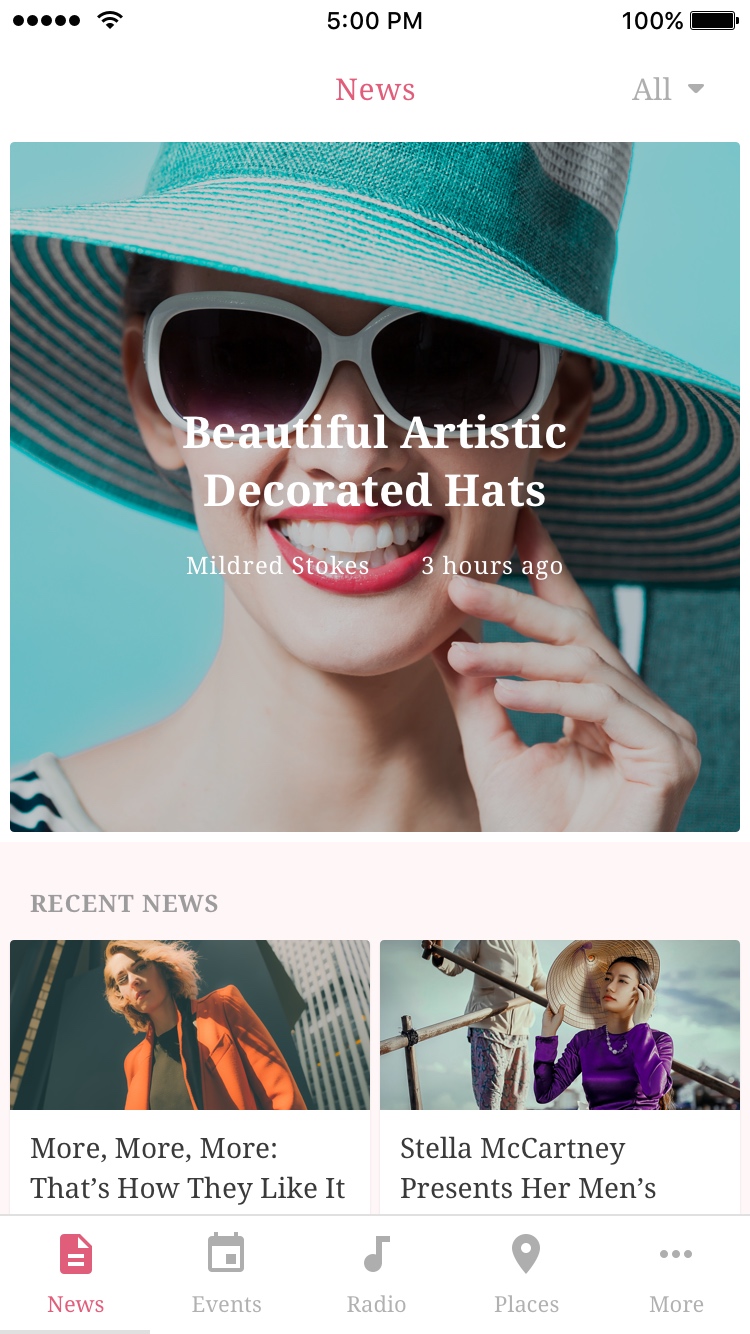 5:00 PM
100%
News
All
Beautiful Artistic
Decorated Hats
Mildred Stokes 3 hours ago
RECENT NEWS
More, More, More:
That’s How They Like It
Stella McCartney
Presents Her Men’s
News
Events
Radio
Places
More